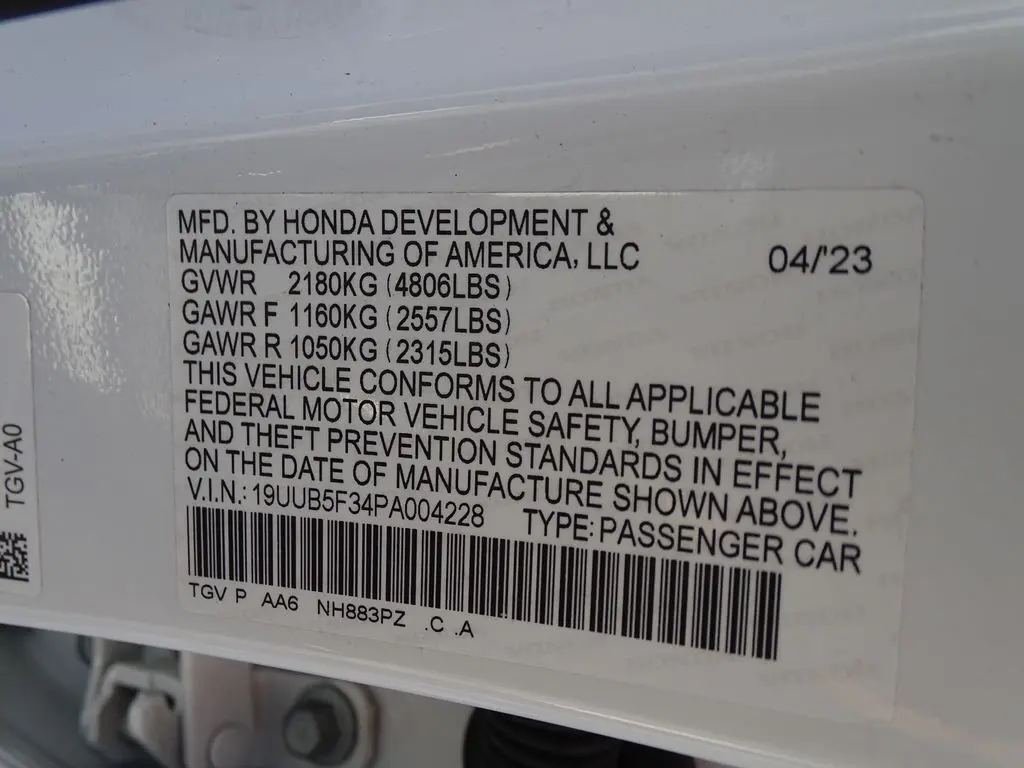 MFD. BY HONDA DEVELOPMENT &
MANUFACTURING OF AMERICA, LLC 04/'23
GVWR 2180KG (4806LBS)
GAWR F 1160KG (2557LBS)
GAWR R 1050KG (2315LBS)
THIS VEHICLE CONFORMS TO ALL APPLICABLE
FEDERAL MOTOR VEHICLE SAFETY, BUMPER,
AND THEFT PREVENTION STANDARDS IN EFFECT
ON THE DATE OF MANUFACTURE SHOWN ABOVE.
V.I.N.: 19UUB5F34PA004228 TYPE: PASSENGER CAR
TGV P AA6 NH883PZ .C .A
TGV-A0